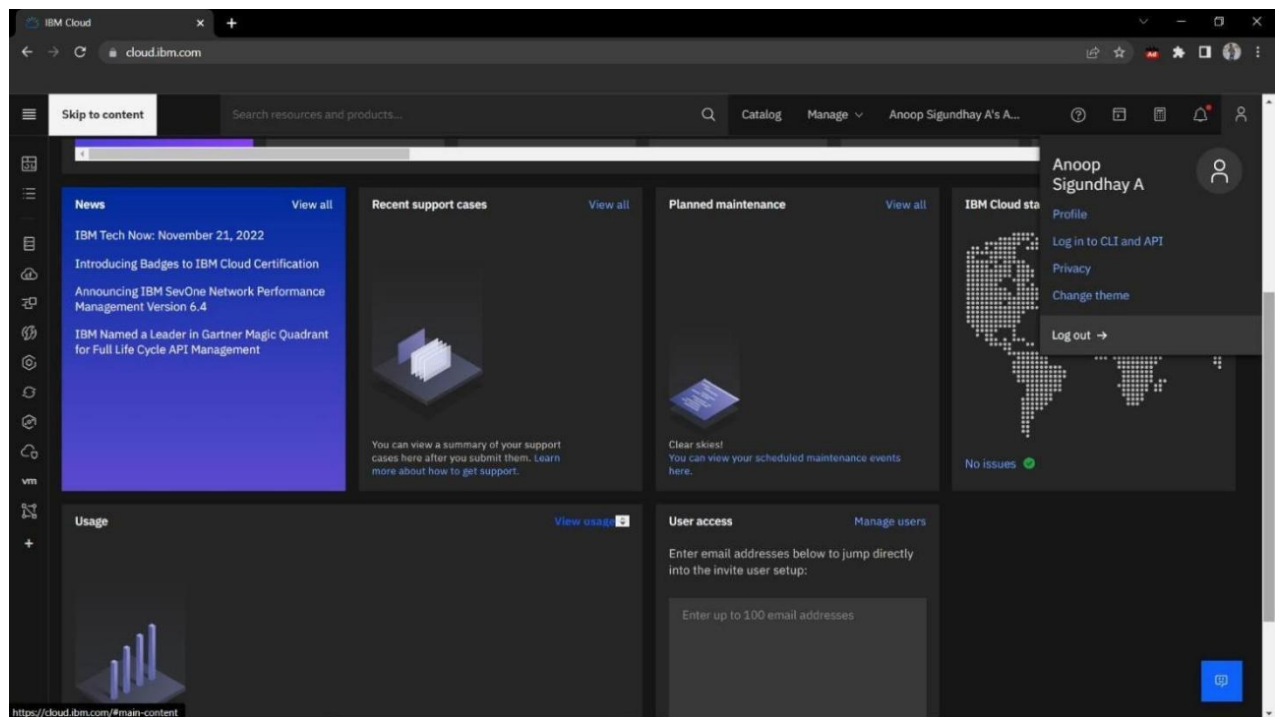 IBM Cloud
cloud.ibm.com
Ad
Skip to content
Search resources and products...
Catalog
Manage
Anoop Sigundhay A's A...
Anoop
Sigundhay A
Profile
Log in to CLI and API
Privacy
Change theme
Log out →
News
View all
IBM Tech Now: November 21, 2022
Introducing Badges to IBM Cloud Certification
Announcing IBM SevOne Network Performance
Management Version 6.4
IBM Named a Leader in Gartner Magic Quadrant
for Full Life Cycle API Management
Recent support cases
View all
You can view a summary of your support
cases here after you submit them. Learn
more about how to get support.
Planned maintenance
View all
Clear skies!
You can view your scheduled maintenance events
here.
IBM Cloud sta
No issues
vm
Usage
View usage
User access
Manage users
Enter email addresses below to jump directly
into the invite user setup:
Enter up to 100 email addresses
https://cloud.ibm.com/#main-content